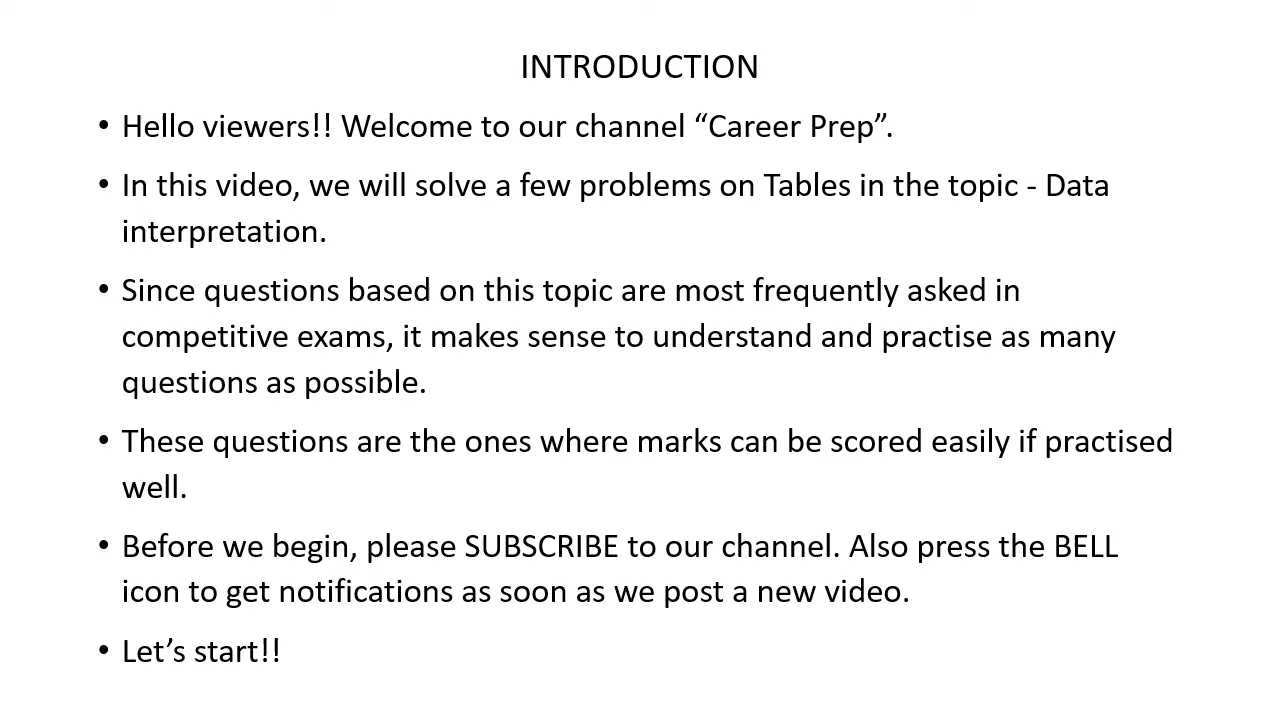 INTRODUCTION
• Hello viewers!! Welcome to our channel “Career Prep”.
• In this video, we will solve a few problems on Tables in the topic - Data
interpretation.
• Since questions based on this topic are most frequently asked in
competitive exams, it makes sense to understand and practise as many
questions as possible.
• These questions are the ones where marks can be scored easily if practised
well.
• Before we begin, please SUBSCRIBE to our channel. Also press the BELL
icon to get notifications as soon as we post a new video.
• Let’s start!!